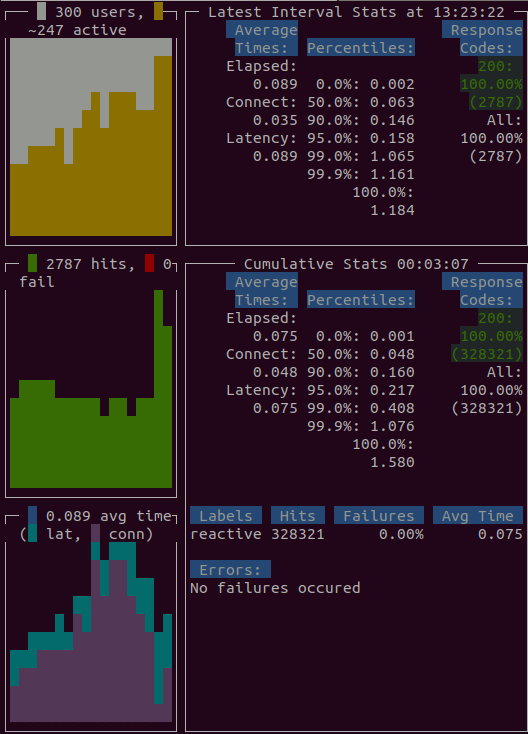 300 users,
~247 active
Latest Interval Stats at 13:23:22
Average Response
Times: Percentiles: Codes:
Elapsed: 200:
0.089 0.0%: 0.002 100.00%
Connect: 50.0%: 0.063 (2787)
0.035 90.0%: 0.146 All:
Latency: 95.0%: 0.158 100.00%
0.089 99.0%: 1.065 (2787)
99.9%: 1.161
100.0%:
1.184
2787 hits, 0
fail
Cumulative Stats 00:03:07
Average Response
Times: Percentiles: Codes:
Elapsed: 200:
0.075 0.0%: 0.001 100.00%
Connect: 50.0%: 0.048 (328321)
0.048 90.0%: 0.160 All:
Latency: 95.0%: 0.217 100.00%
0.075 99.0%: 0.408 (328321)
99.9%: 1.076
100.0%:
1.580
0.089 avg time
( lat, conn)
Labels Hits Failures Avg Time
reactive 328321 0.00% 0.075
Errors:
No failures occured